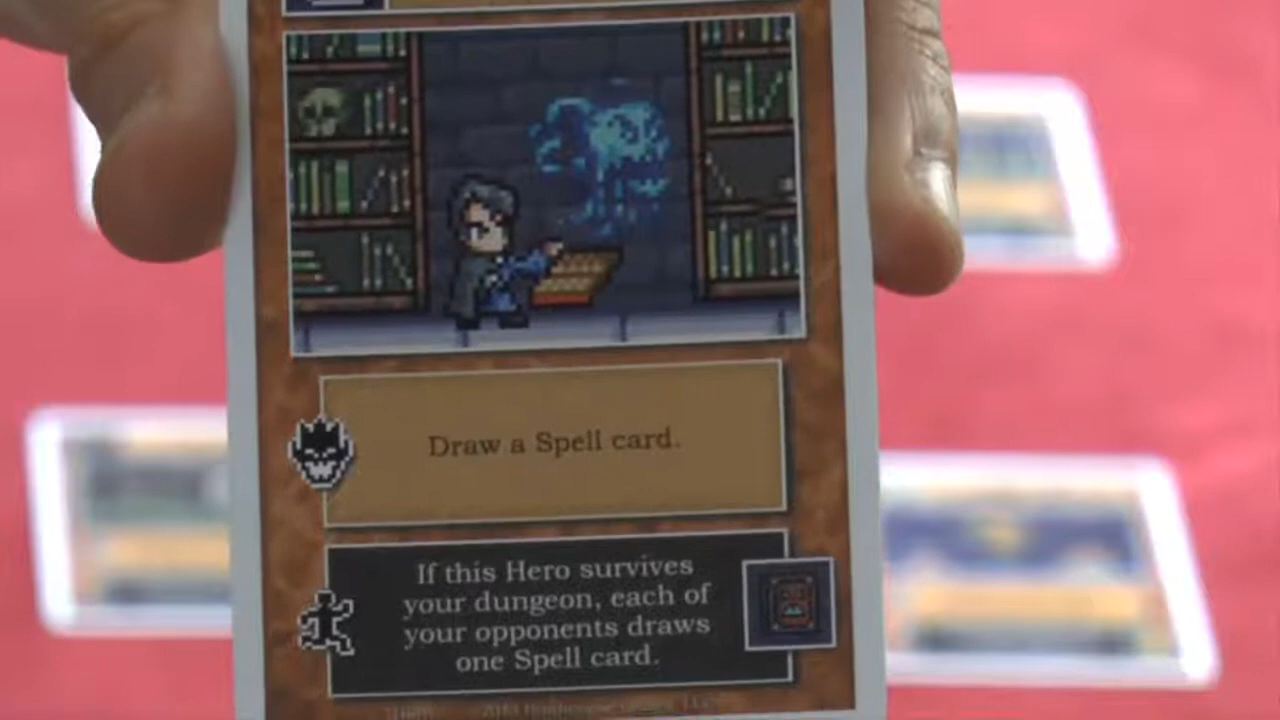 Draw a Spell card.
If this Hero survives
your dungeon, each of
your opponents draws
one Spell card.